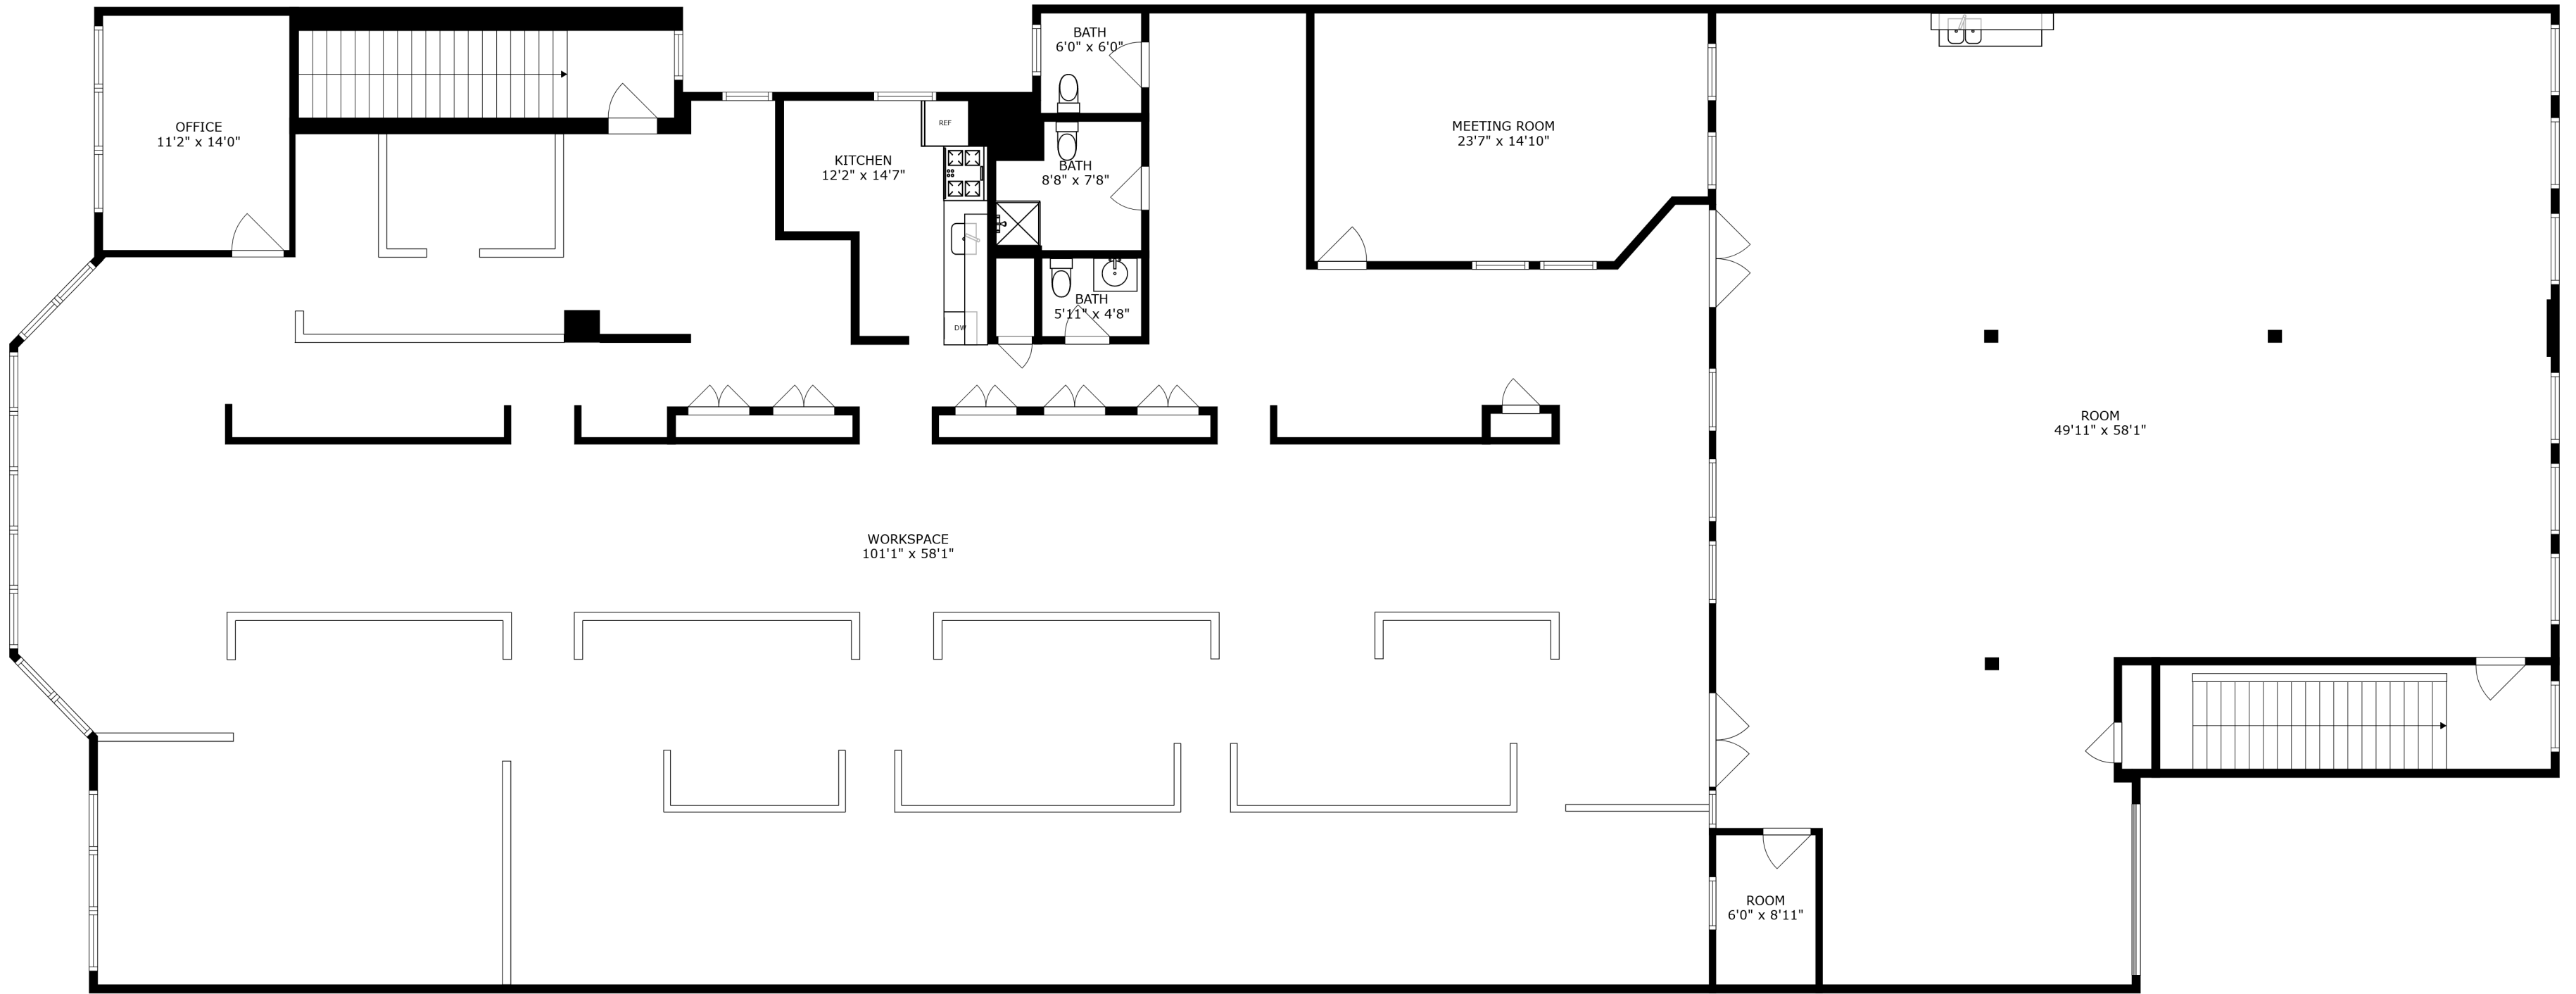 OFFICE
11'2" x 14'0"
BATH
6'0" x 6'0"
REF
KITCHEN
12'2" x 14'7"
BATH
8'8" x 7'8"
MEETING ROOM
23'7" x 14'10"
BATH
5'11" x 4'8"
DW
ROOM
49'11" x 58'1"
WORKSPACE
101'1" x 58'1"
ROOM
6'0" x 8'11"